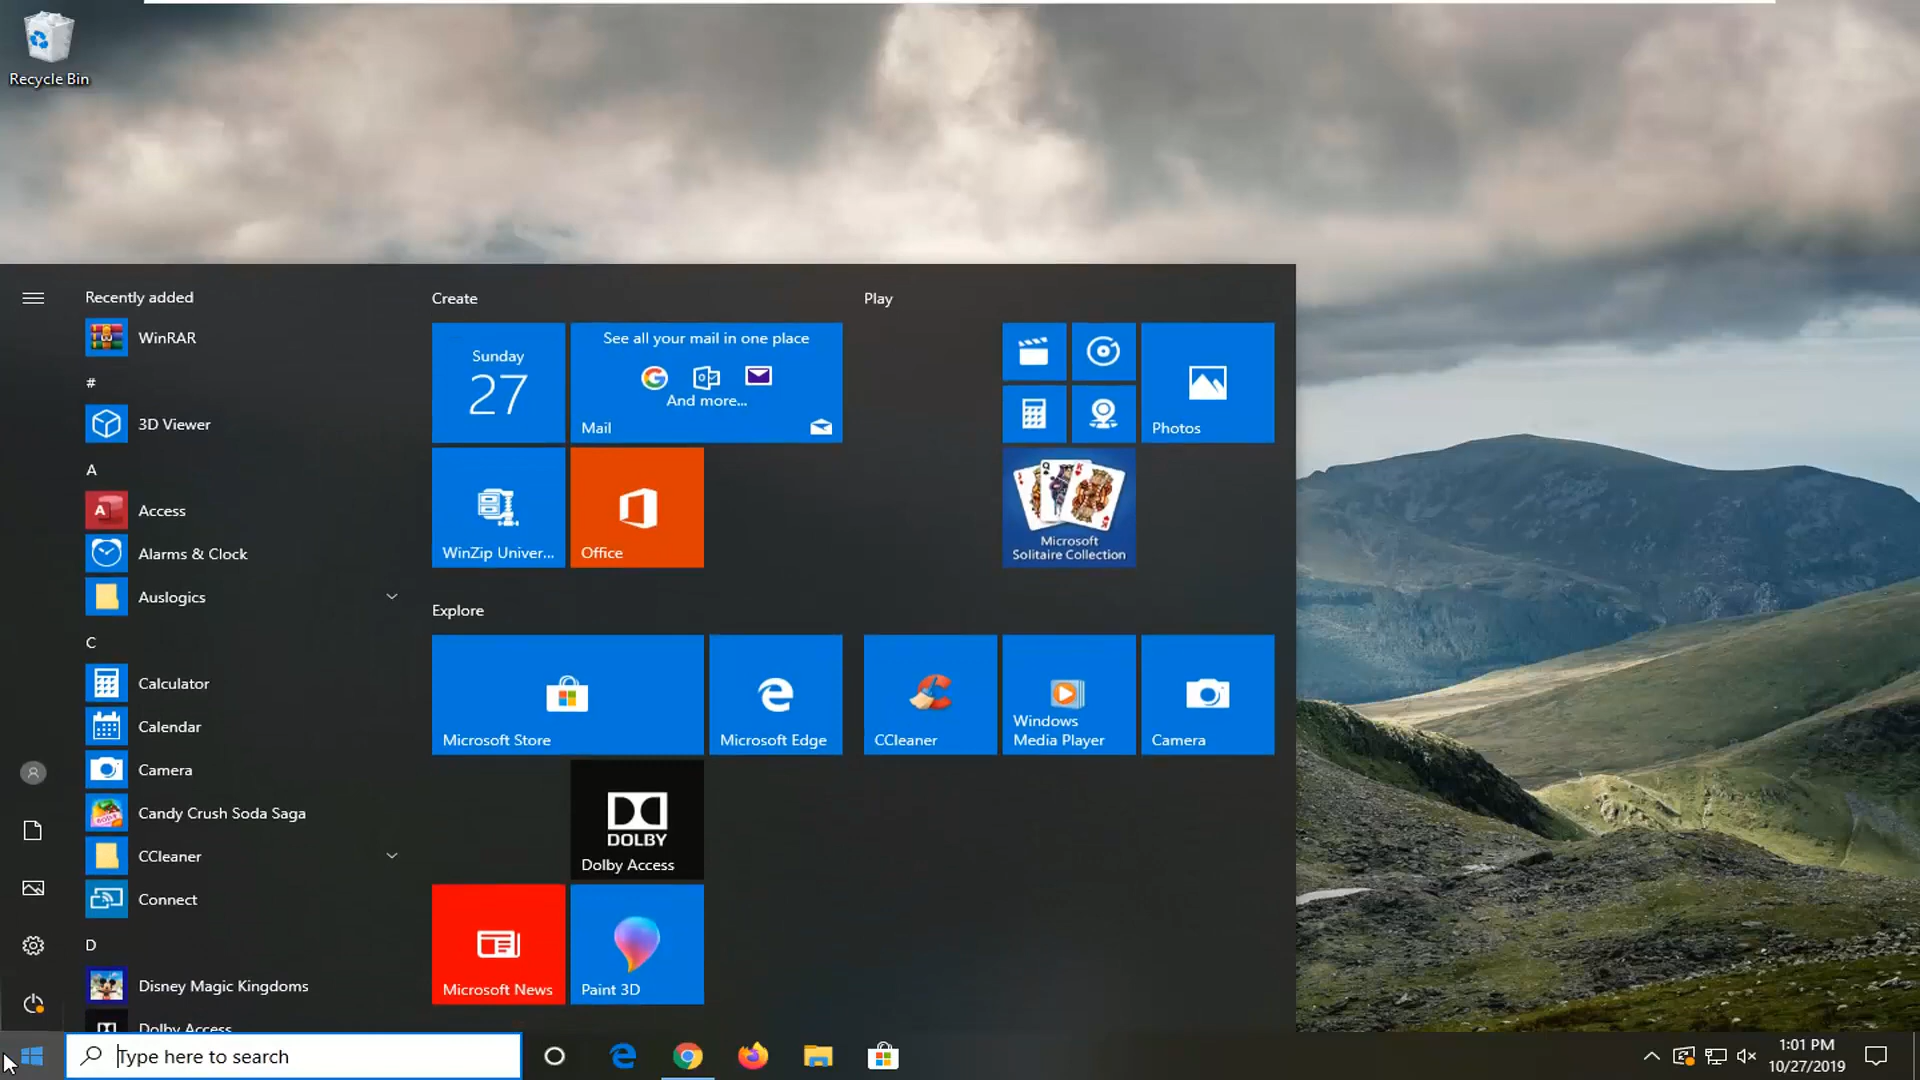 Recycle Bin
Recently added
WinRAR
#
3D Viewer
A
Access
Alarms & Clock
Auslogics
C
Calculator
Calendar
Camera
Candy Crush Soda Saga
CCleaner
Connect
D
Disney Magic Kingdoms
Dolby Access
Create
Sunday
27
See all your mail in one place
And more...
Mail
WinZip Univer...
Office
Explore
Microsoft Store
Microsoft Edge
DOLBY
Dolby Access
Microsoft News
Paint 3D
Play
Photos
Microsoft
Solitaire Collection
CCleaner
Windows
Media Player
Camera
Type here to search
1:01 PM
10/27/2019